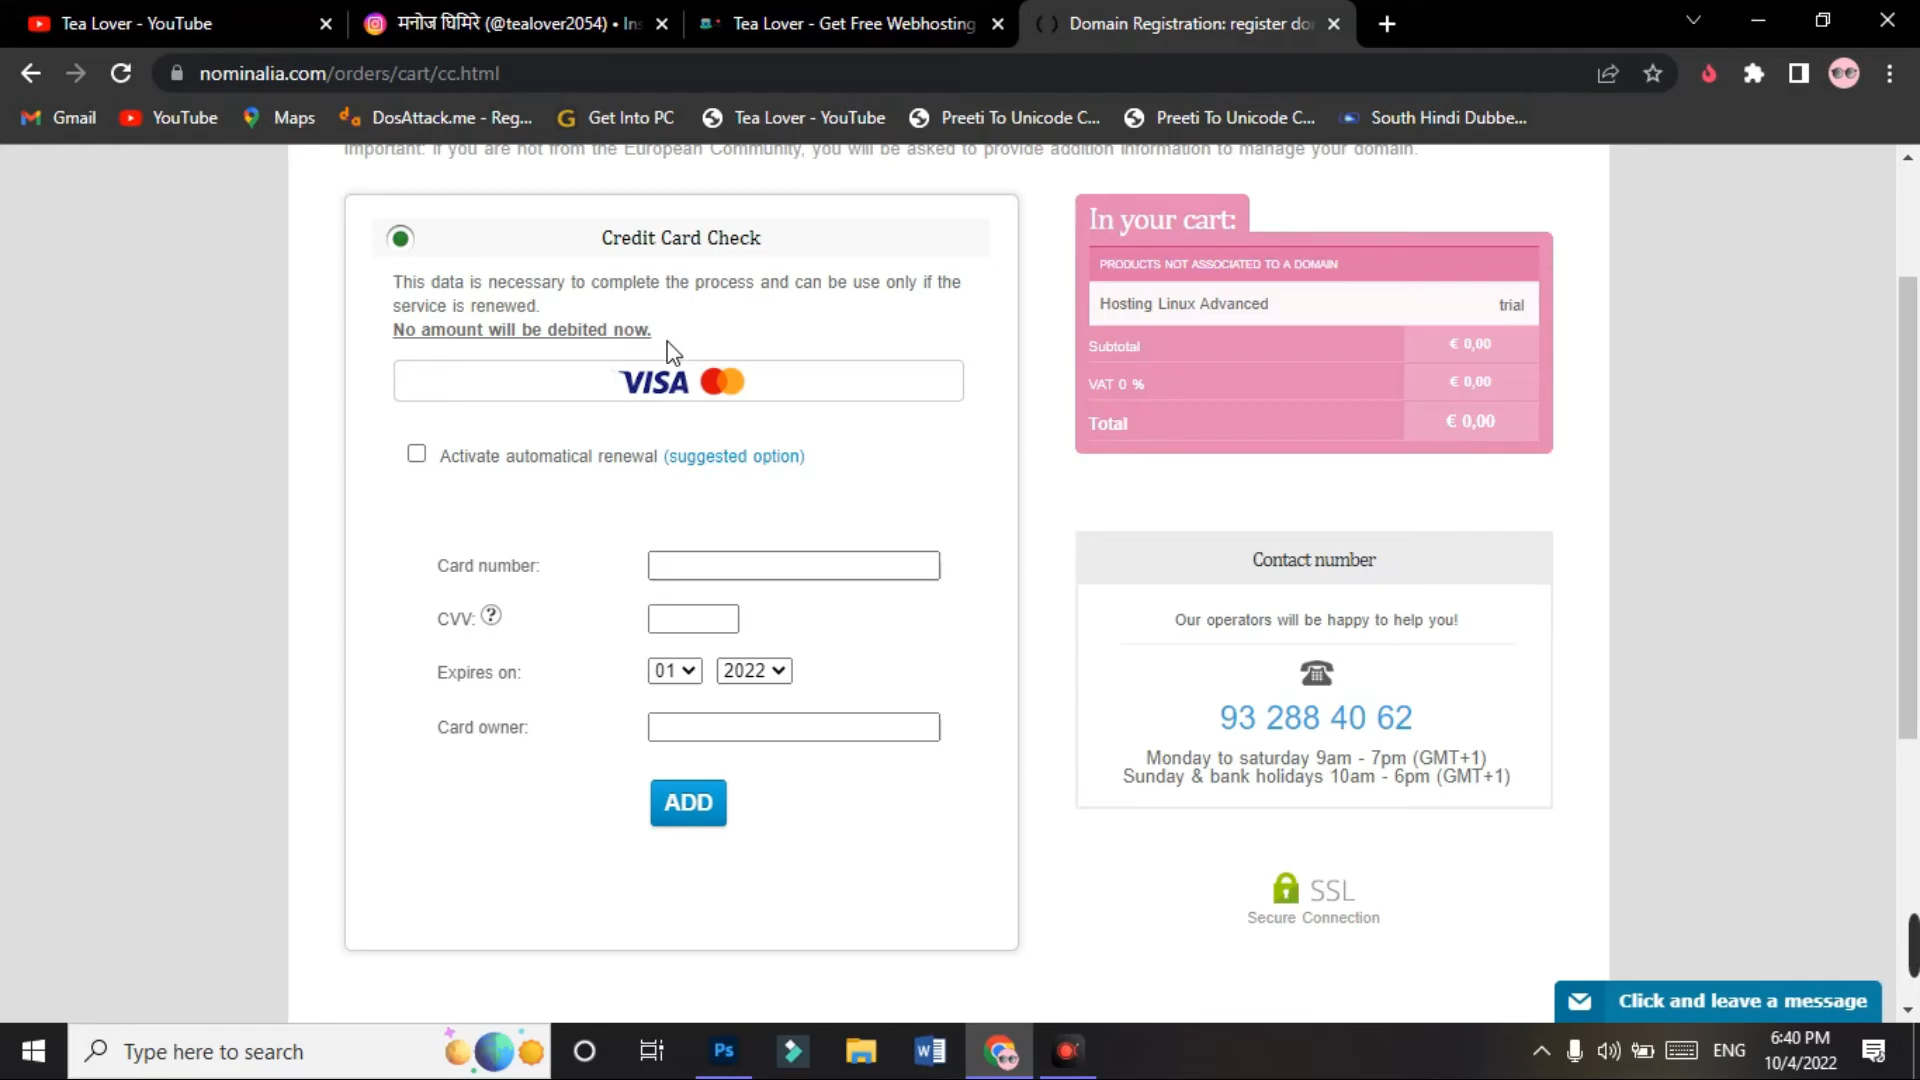 Tea Lover - YouTube
मनोज घिमिरे (@tealover2054) • Ins
Tea Lover - Get Free Webhosting
Domain Registration: register do
nominalia.com/orders/cart/cc.html
Gmail
YouTube
Maps
DosAttack.me - Reg...
Get Into PC
Tea Lover - YouTube
Preeti To Unicode C...
Preeti To Unicode C...
South Hindi Dubbe...
Important: If you are not from the European Community, you will be asked to provide addition information to manage your domain.
Credit Card Check
This data is necessary to complete the process and can be use only if the
service is renewed.
No amount will be debited now.
VISA
Activate automatical renewal (suggested option)
Card number:
CVV: ?
Expires on: 01 2022
Card owner:
ADD
In your cart:
PRODUCTS NOT ASSOCIATED TO A DOMAIN
Hosting Linux Advanced trial
Subtotal € 0,00
VAT 0 % € 0,00
Total € 0,00
Contact number
Our operators will be happy to help you!
93 288 40 62
Monday to saturday 9am - 7pm (GMT+1)
Sunday & bank holidays 10am - 6pm (GMT+1)
SSL
Secure Connection
Click and leave a message
Type here to search
Ps
ENG
6:40 PM
10/4/2022